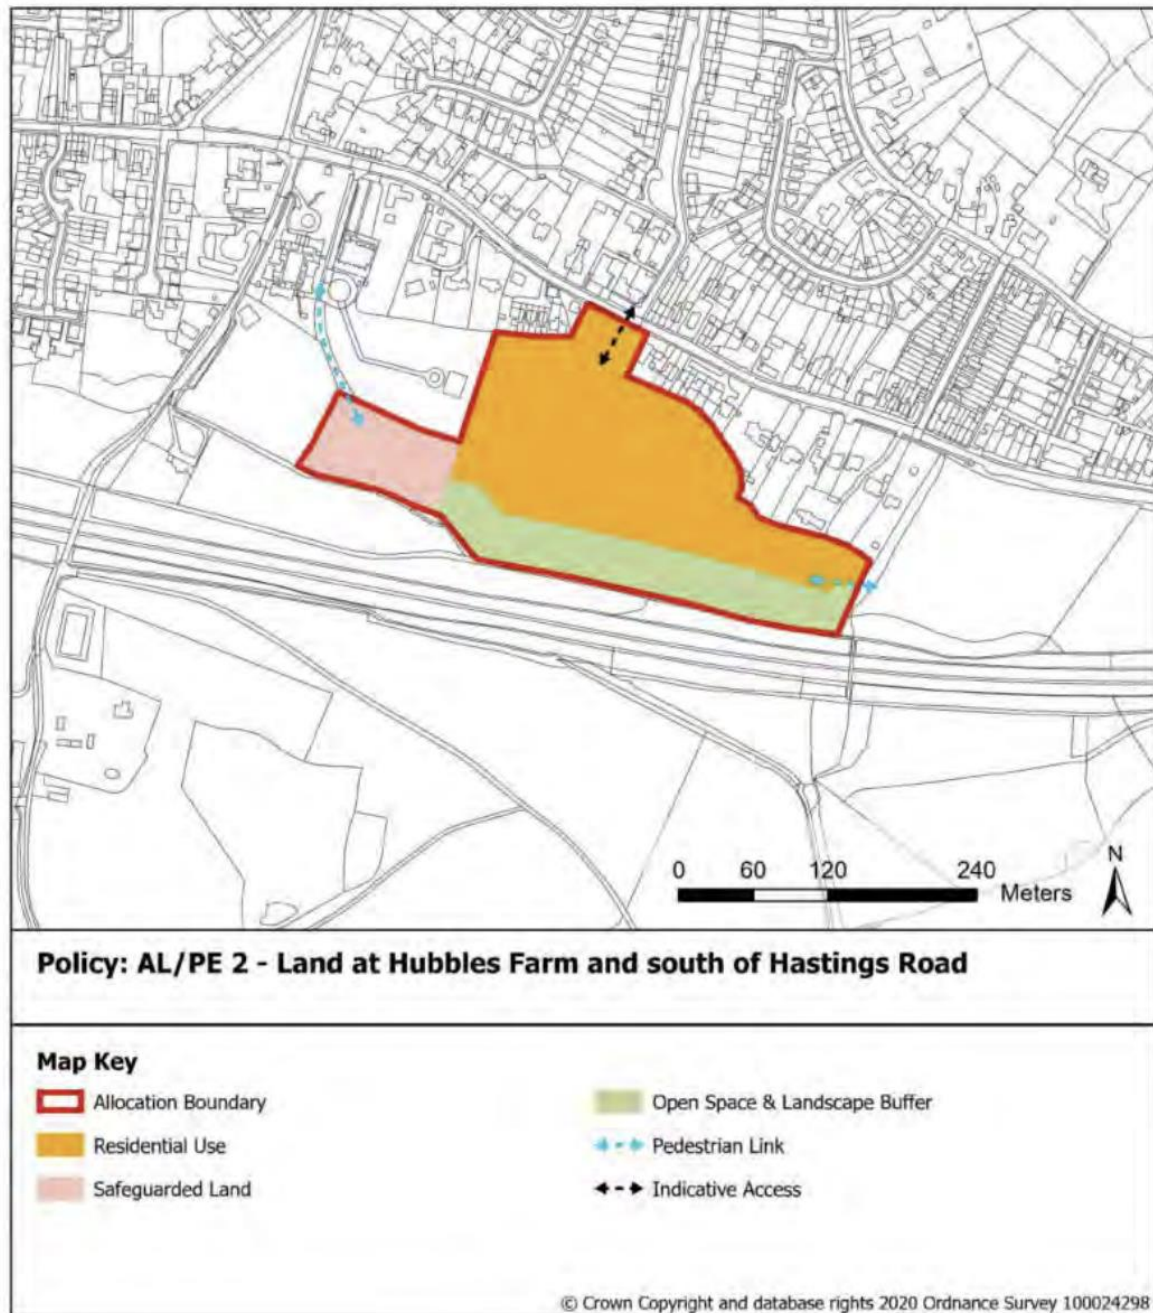 0 60 120 240
Meters
N
Policy: AL/PE 2 - Land at Hubbles Farm and south of Hastings Road
Map Key
Allocation Boundary
Residential Use
Safeguarded Land
Open Space & Landscape Buffer
Pedestrian Link
Indicative Access
© Crown Copyright and database rights 2020 Ordnance Survey 100024298